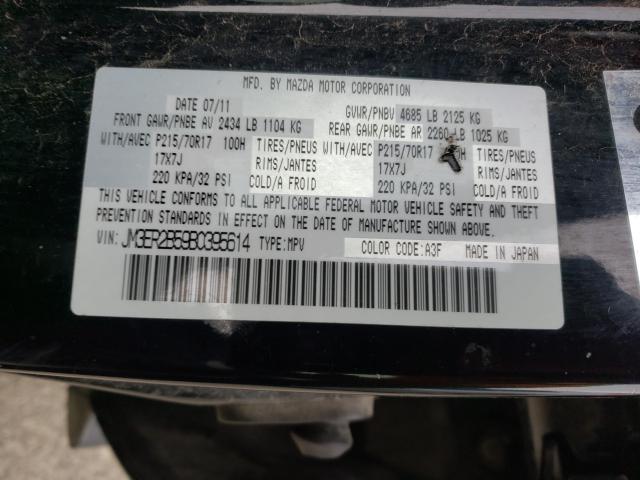 MFD. BY MAZDA MOTOR CORPORATION
DATE 07/11 GVWR/PNBV 4685 LB 2125 KG
FRONT GAWR/PNBE AV 2434 LB 1104 KG REAR GAWR/PNBE AR 2260 LB 1025 KG
WITH/AVEC P215/70R17 100H TIRES/PNEUS WITH/AVEC P215/70R17 100H TIRES/PNEUS
17X7J RIMS/JANTES 17X7J RIMS/JANTES
220 KPA/32 PSI COLD/A FROID 220 KPA/32 PSI COLD/A FROID
THIS VEHICLE CONFORMS TO ALL APPLICABLE FEDERAL MOTOR VEHICLE SAFETY AND THEFT
PREVENTION STANDARDS IN EFFECT ON THE DATE OF MANUFACTURE SHOWN ABOVE.
VIN: JM3ER2B59B0395614 TYPE:MPV COLOR CODE:A3F MADE IN JAPAN